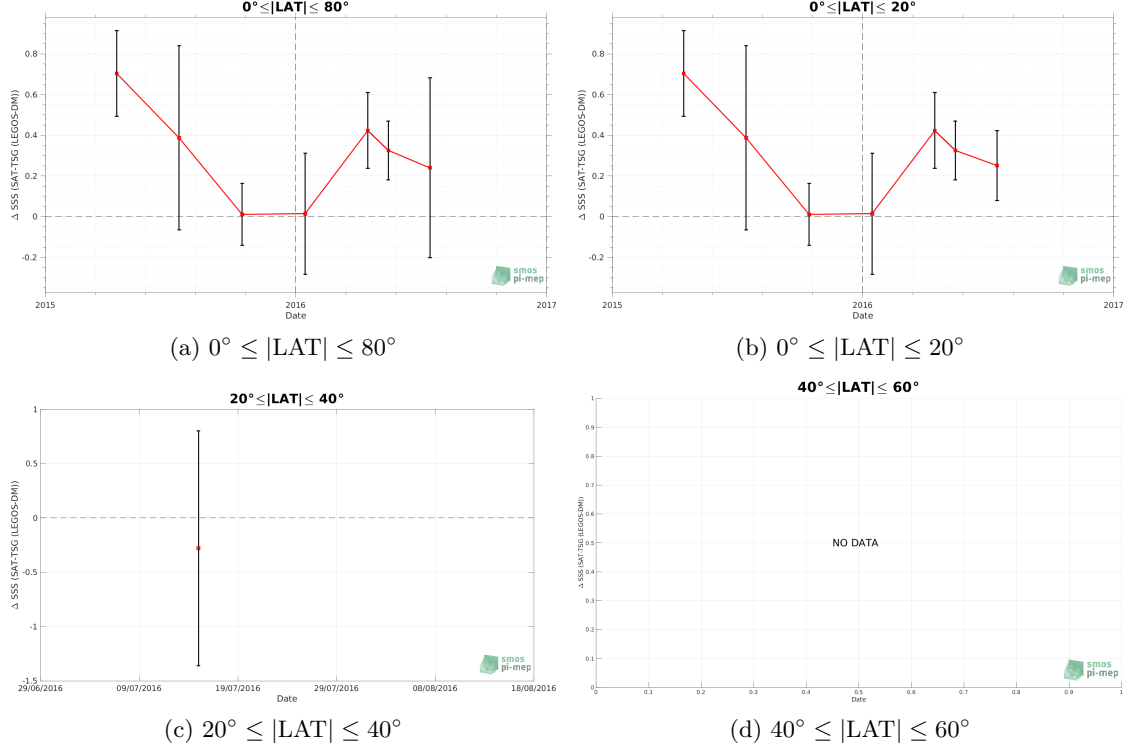 0°≤|LAT|≤ 80°
Δ SSS (SAT-TSG (LEGOS-DM))
0.8
0.6
0.4
0.2
0
-0.2
2015
2016
2017
Date
smos
pi-mep
(a) 0° ≤ |LAT| ≤ 80°
0°≤|LAT|≤ 20°
Δ SSS (SAT-TSG (LEGOS-DM))
0.8
0.6
0.4
0.2
0
-0.2
2015
2016
2017
Date
smos
pi-mep
(b) 0° ≤ |LAT| ≤ 20°
20°≤|LAT|≤ 40°
Δ SSS (SAT-TSG (LEGOS-DM))
1
0.5
0
-0.5
-1
-1.5
29/06/2016
09/07/2016
19/07/2016
29/07/2016
08/08/2016
18/08/2016
Date
smos
pi-mep
(c) 20° ≤ |LAT| ≤ 40°
40°≤|LAT|≤ 60°
Δ SSS (SAT-TSG (LEGOS-DM))
1
0.9
0.8
0.7
0.6
0.5
0.4
0.3
0.2
0.1
0
NO DATA
0
0.1
0.2
0.3
0.4
0.5
0.6
0.7
0.8
0.9
1
Date
smos
pi-mep
(d) 40° ≤ |LAT| ≤ 60°